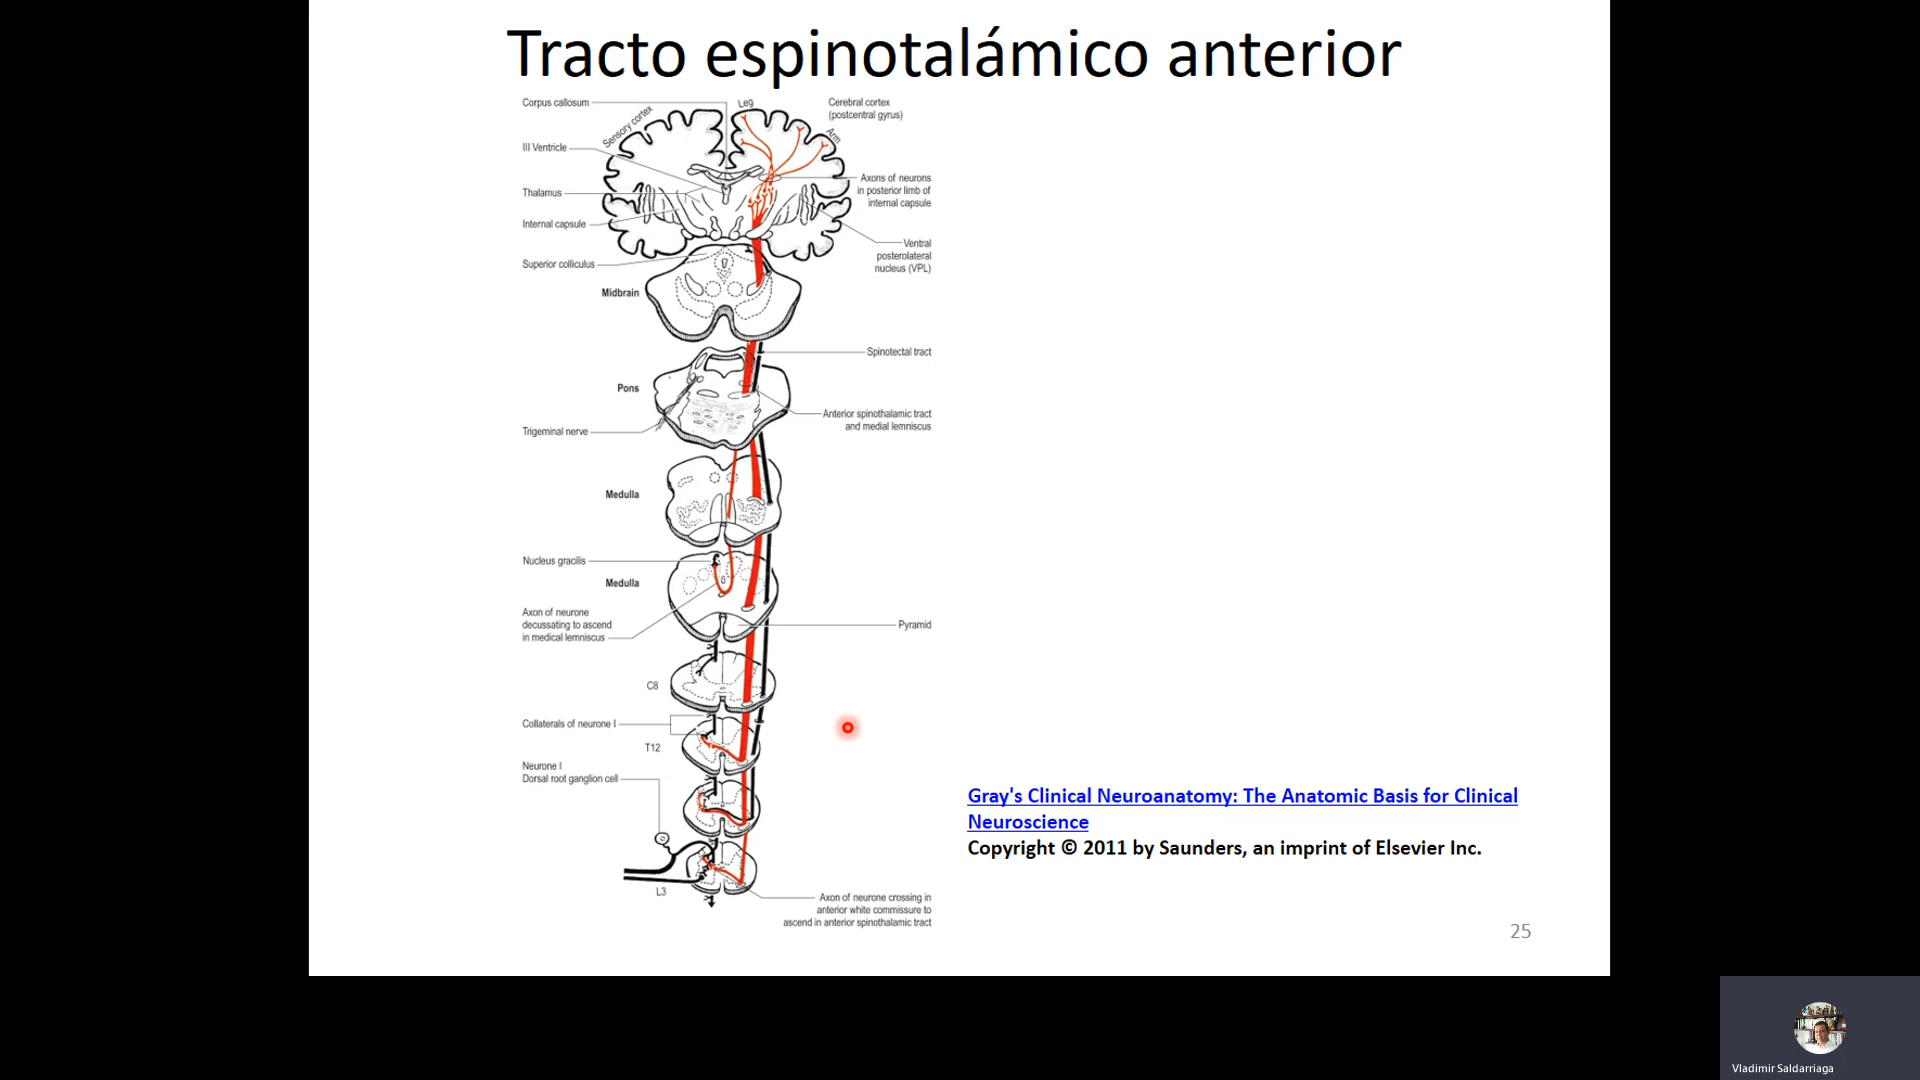 Tracto espinotalámico anterior
Corpus callosum
Leg
Cerebral cortex
(postcentral gyrus)
Sensory cortex
Arm
III Ventricle
Axons of neurons
in posterior limb of
internal capsule
Thalamus
Internal capsule
Ventral
posterolateral
nucleus (VPL)
Superior colliculus
Midbrain
Spinotectal tract
Pons
Anterior spinothalamic tract
and medial lemniscus
Trigeminal nerve
Medulla
Nucleus gracilis
Medulla
Axon of neurone
decussating to ascend
in medical lemniscus
Pyramid
C8
Collaterals of neurone I
T12
Neurone I
Dorsal root ganglion cell
L3
Axon of neurone crossing in
anterior white commissure to
ascend in anterior spinothalamic tract
Gray's Clinical Neuroanatomy: The Anatomic Basis for Clinical
Neuroscience
Copyright © 2011 by Saunders, an imprint of Elsevier Inc.
25
Vladimir Saldarriaga